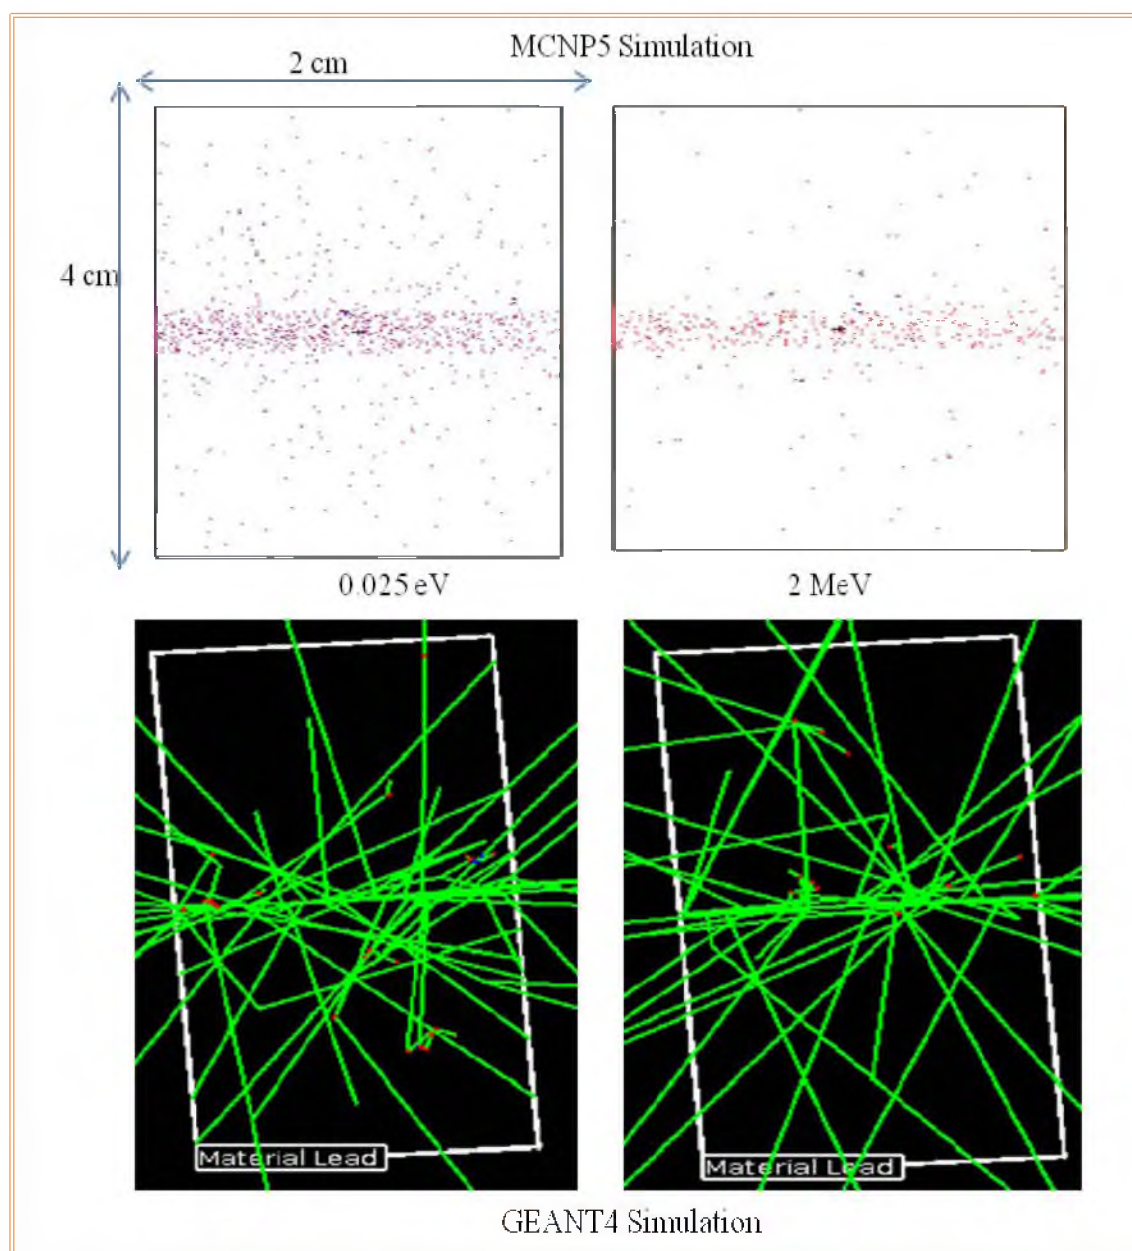 MCNP5 Simulation
2 cm
4 cm
0.025 eV
2 MeV
Material Lead
Material Lead
GEANT4 Simulation